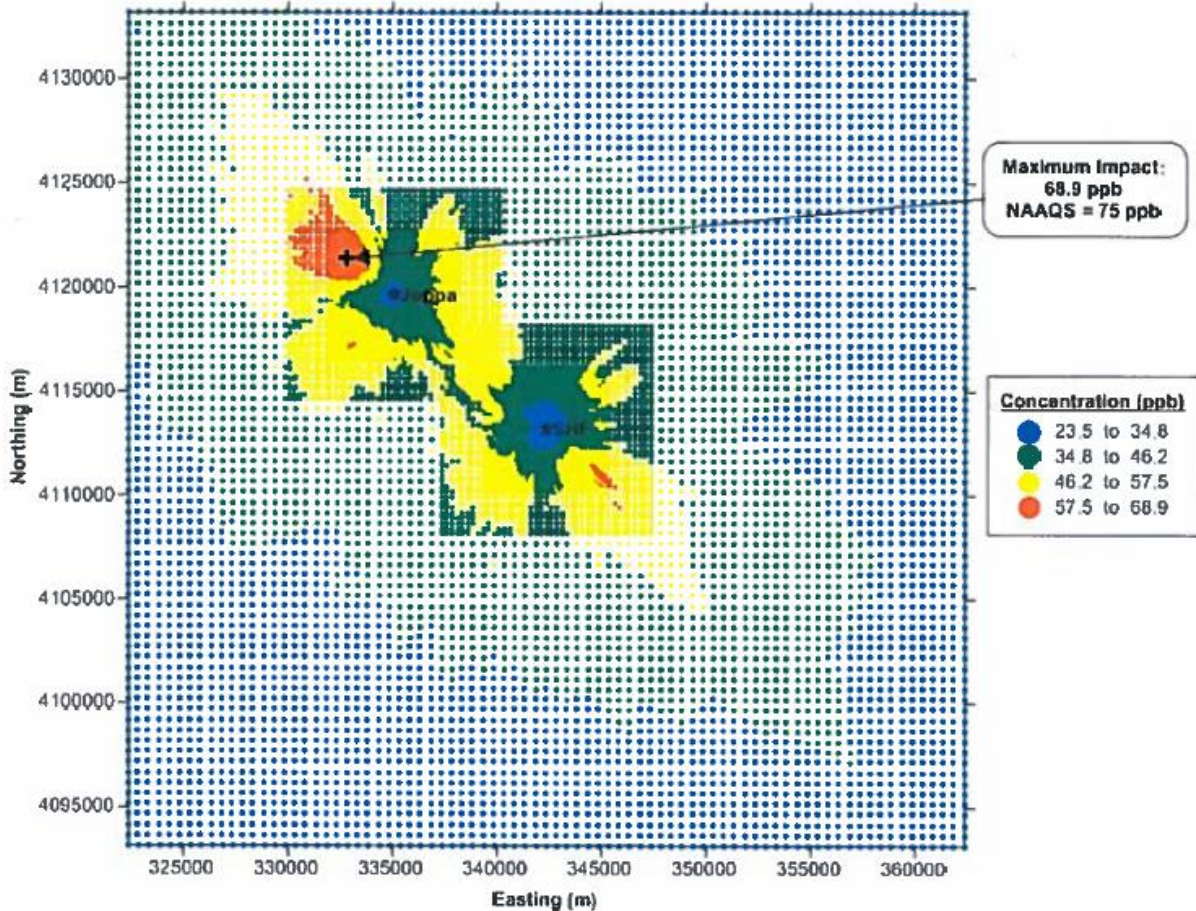 4130000
4125000
4120000
4115000
4110000
4105000
4100000
4095000
Northing (m)
325000
330000
335000
340000
345000
350000
355000
360000
Easting (m)
Joppa
Maximum Impact:
68.9 ppb
NAAQS = 75 ppb
Concentration (ppb)
23.5 to 34.8
34.8 to 46.2
46.2 to 57.5
57.5 to 68.9